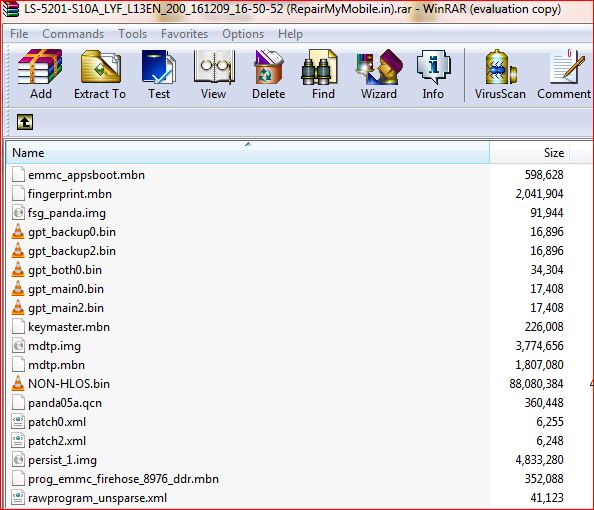 LS-5201-S10A_LYF_L13EN_200_161209_16-50-52 (RepairMyMobile.in).rar - WinRAR (evaluation copy)
File Commands Tools Favorites Options Help
Add Extract To Test View Delete Find Wizard Info VirusScan Comment
Name Size
emmc_appsboot.mbn 598,628
fingerprint.mbn 2,041,904
fsg_panda.img 91,944
gpt_backup0.bin 16,896
gpt_backup2.bin 16,896
gpt_both0.bin 34,304
gpt_main0.bin 17,408
gpt_main2.bin 17,408
keymaster.mbn 226,008
mdtp.img 3,774,656
mdtp.mbn 1,807,080
NON-HLOS.bin 88,080,384
panda05a.qcn 360,448
patch0.xml 6,255
patch2.xml 6,248
persist_1.img 4,833,280
prog_emmc_firehose_8976_ddr.mbn 352,088
rawprogram_unsparse.xml 41,123